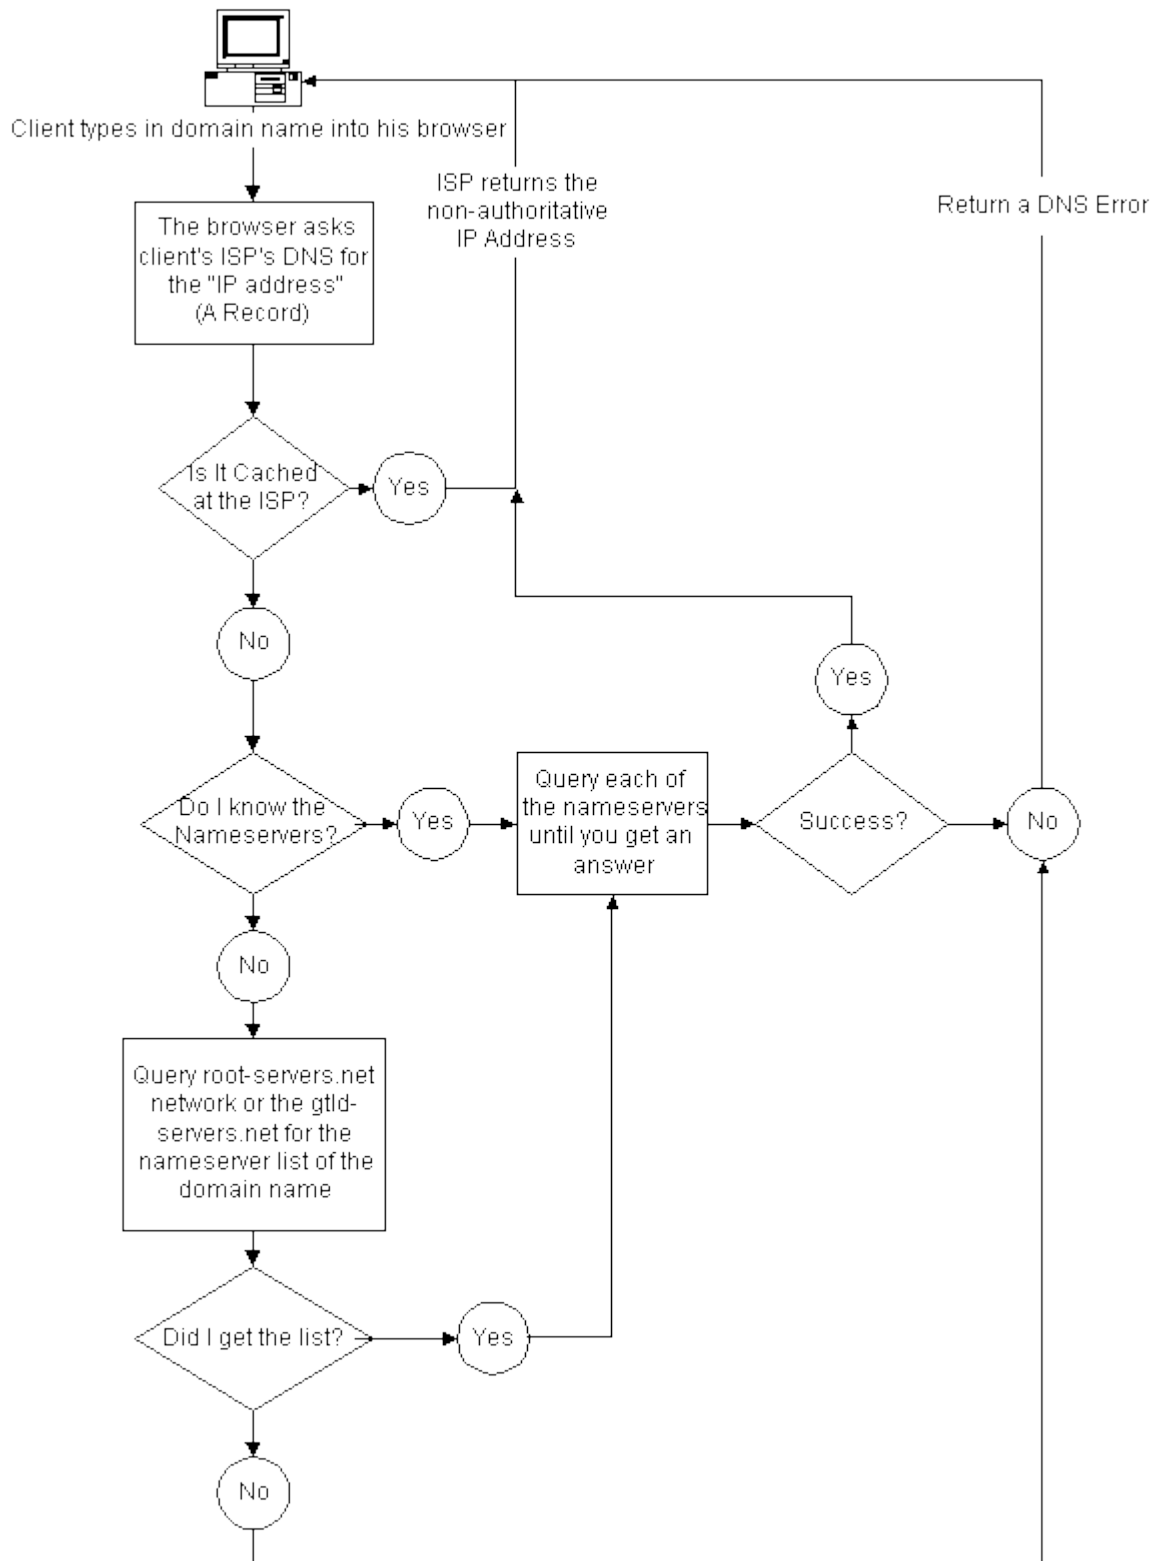 Client types in domain name into his browser
ISP returns the
non-authoritative
IP Address
Return a DNS Error
The browser asks
client's ISP's DNS for
the "IP address"
(A Record)
Is It Cached
at the ISP?
Yes
No
Yes
Do I know the
Nameservers?
Yes
Query each of
the nameservers
until you get an
answer
Success?
No
No
Query root-servers.net
network or the gtld-
servers.net for the
nameserver list of the
domain name
Did I get the list?
Yes
No